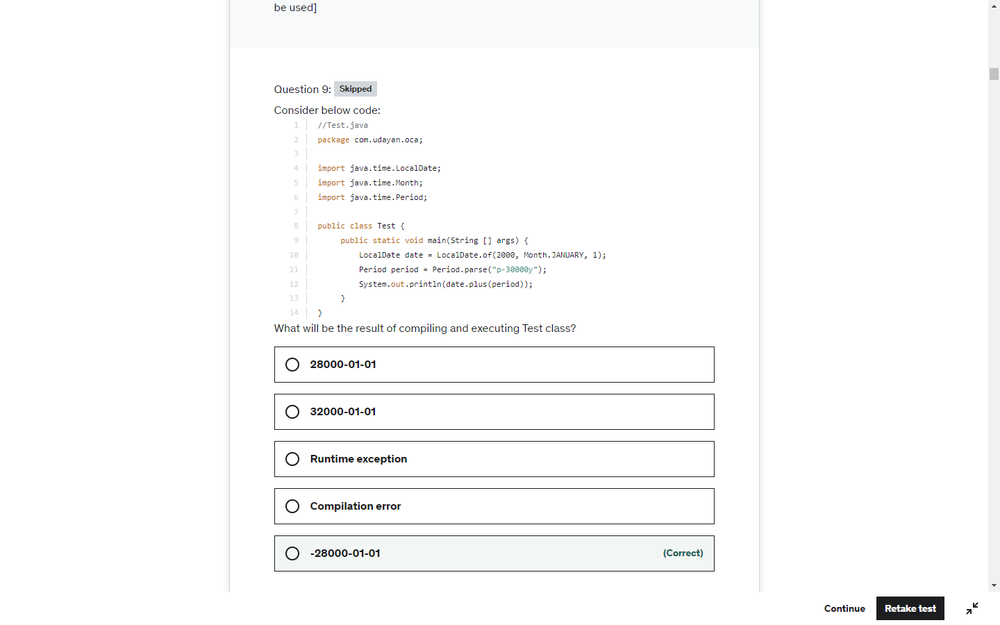 be used]
Question 9: Skipped
Consider below code:
1 //Test.java
2 package com.udayan.oca;
3
4 import java.time.LocalDate;
5 import java.time.Month;
6 import java.time.Period;
7
8 public class Test {
9 public static void main(String [] args) {
10 LocalDate date = LocalDate.of(2000, Month.JANUARY, 1);
11 Period period = Period.parse("p-30000y");
12 System.out.println(date.plus(period));
13 }
14 }
What will be the result of compiling and executing Test class?
28000-01-01
32000-01-01
Runtime exception
Compilation error
-28000-01-01 (Correct)
Continue Retake test